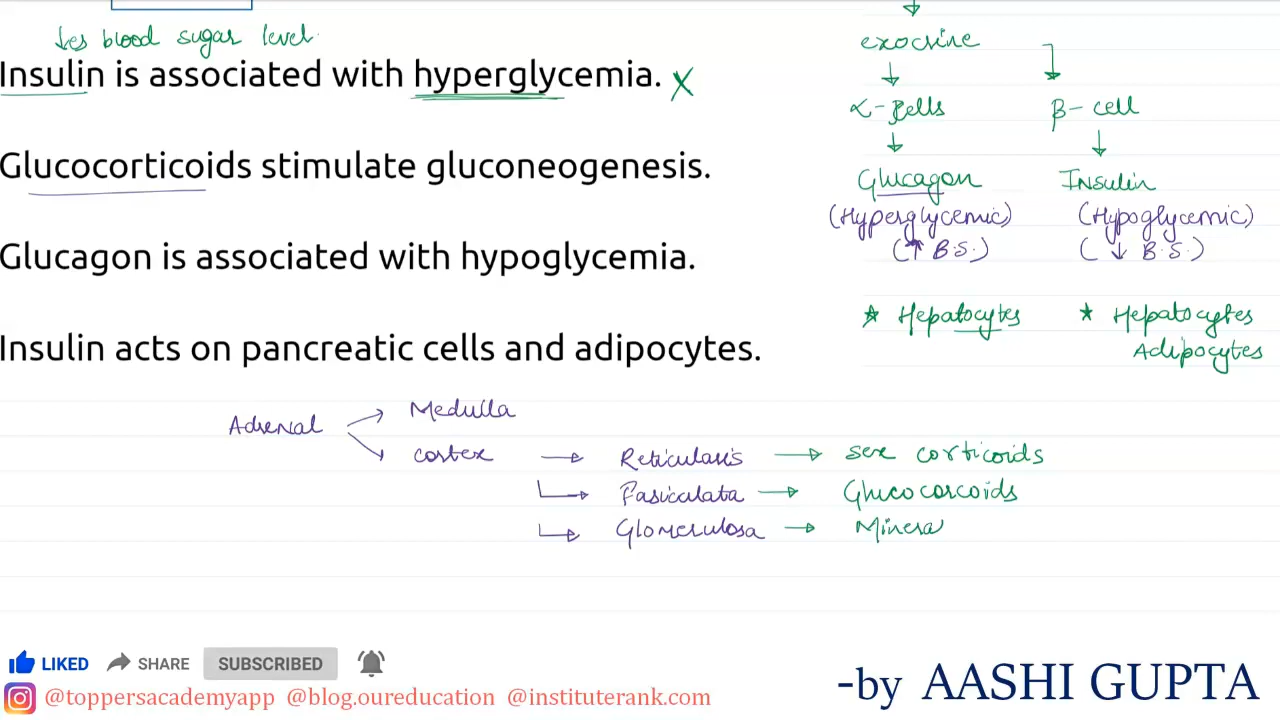 ↓es blood sugar level.
Insulin is associated with hyperglycemia. X
Glucocorticoids stimulate gluconeogenesis.
Glucagon is associated with hypoglycemia.
Insulin acts on pancreatic cells and adipocytes.
exocrine
α-cells
β-cell
Glucagon
Insulin
(Hyperglycemic)
(Hypoglycemic)
(↑ B.S.)
(↓ B.S.)
* Hepatocytes
* Hepatocytes
Adipocytes
Adrenal
Medulla
cortex → Reticularis → sex corticoids
Fasiculata → Glucocorcoids
Glomerulosa → Minera
LIKED SHARE SUBSCRIBED
@toppersacademyapp @blog.oureducation @instituterank.com
-by AASHI GUPTA